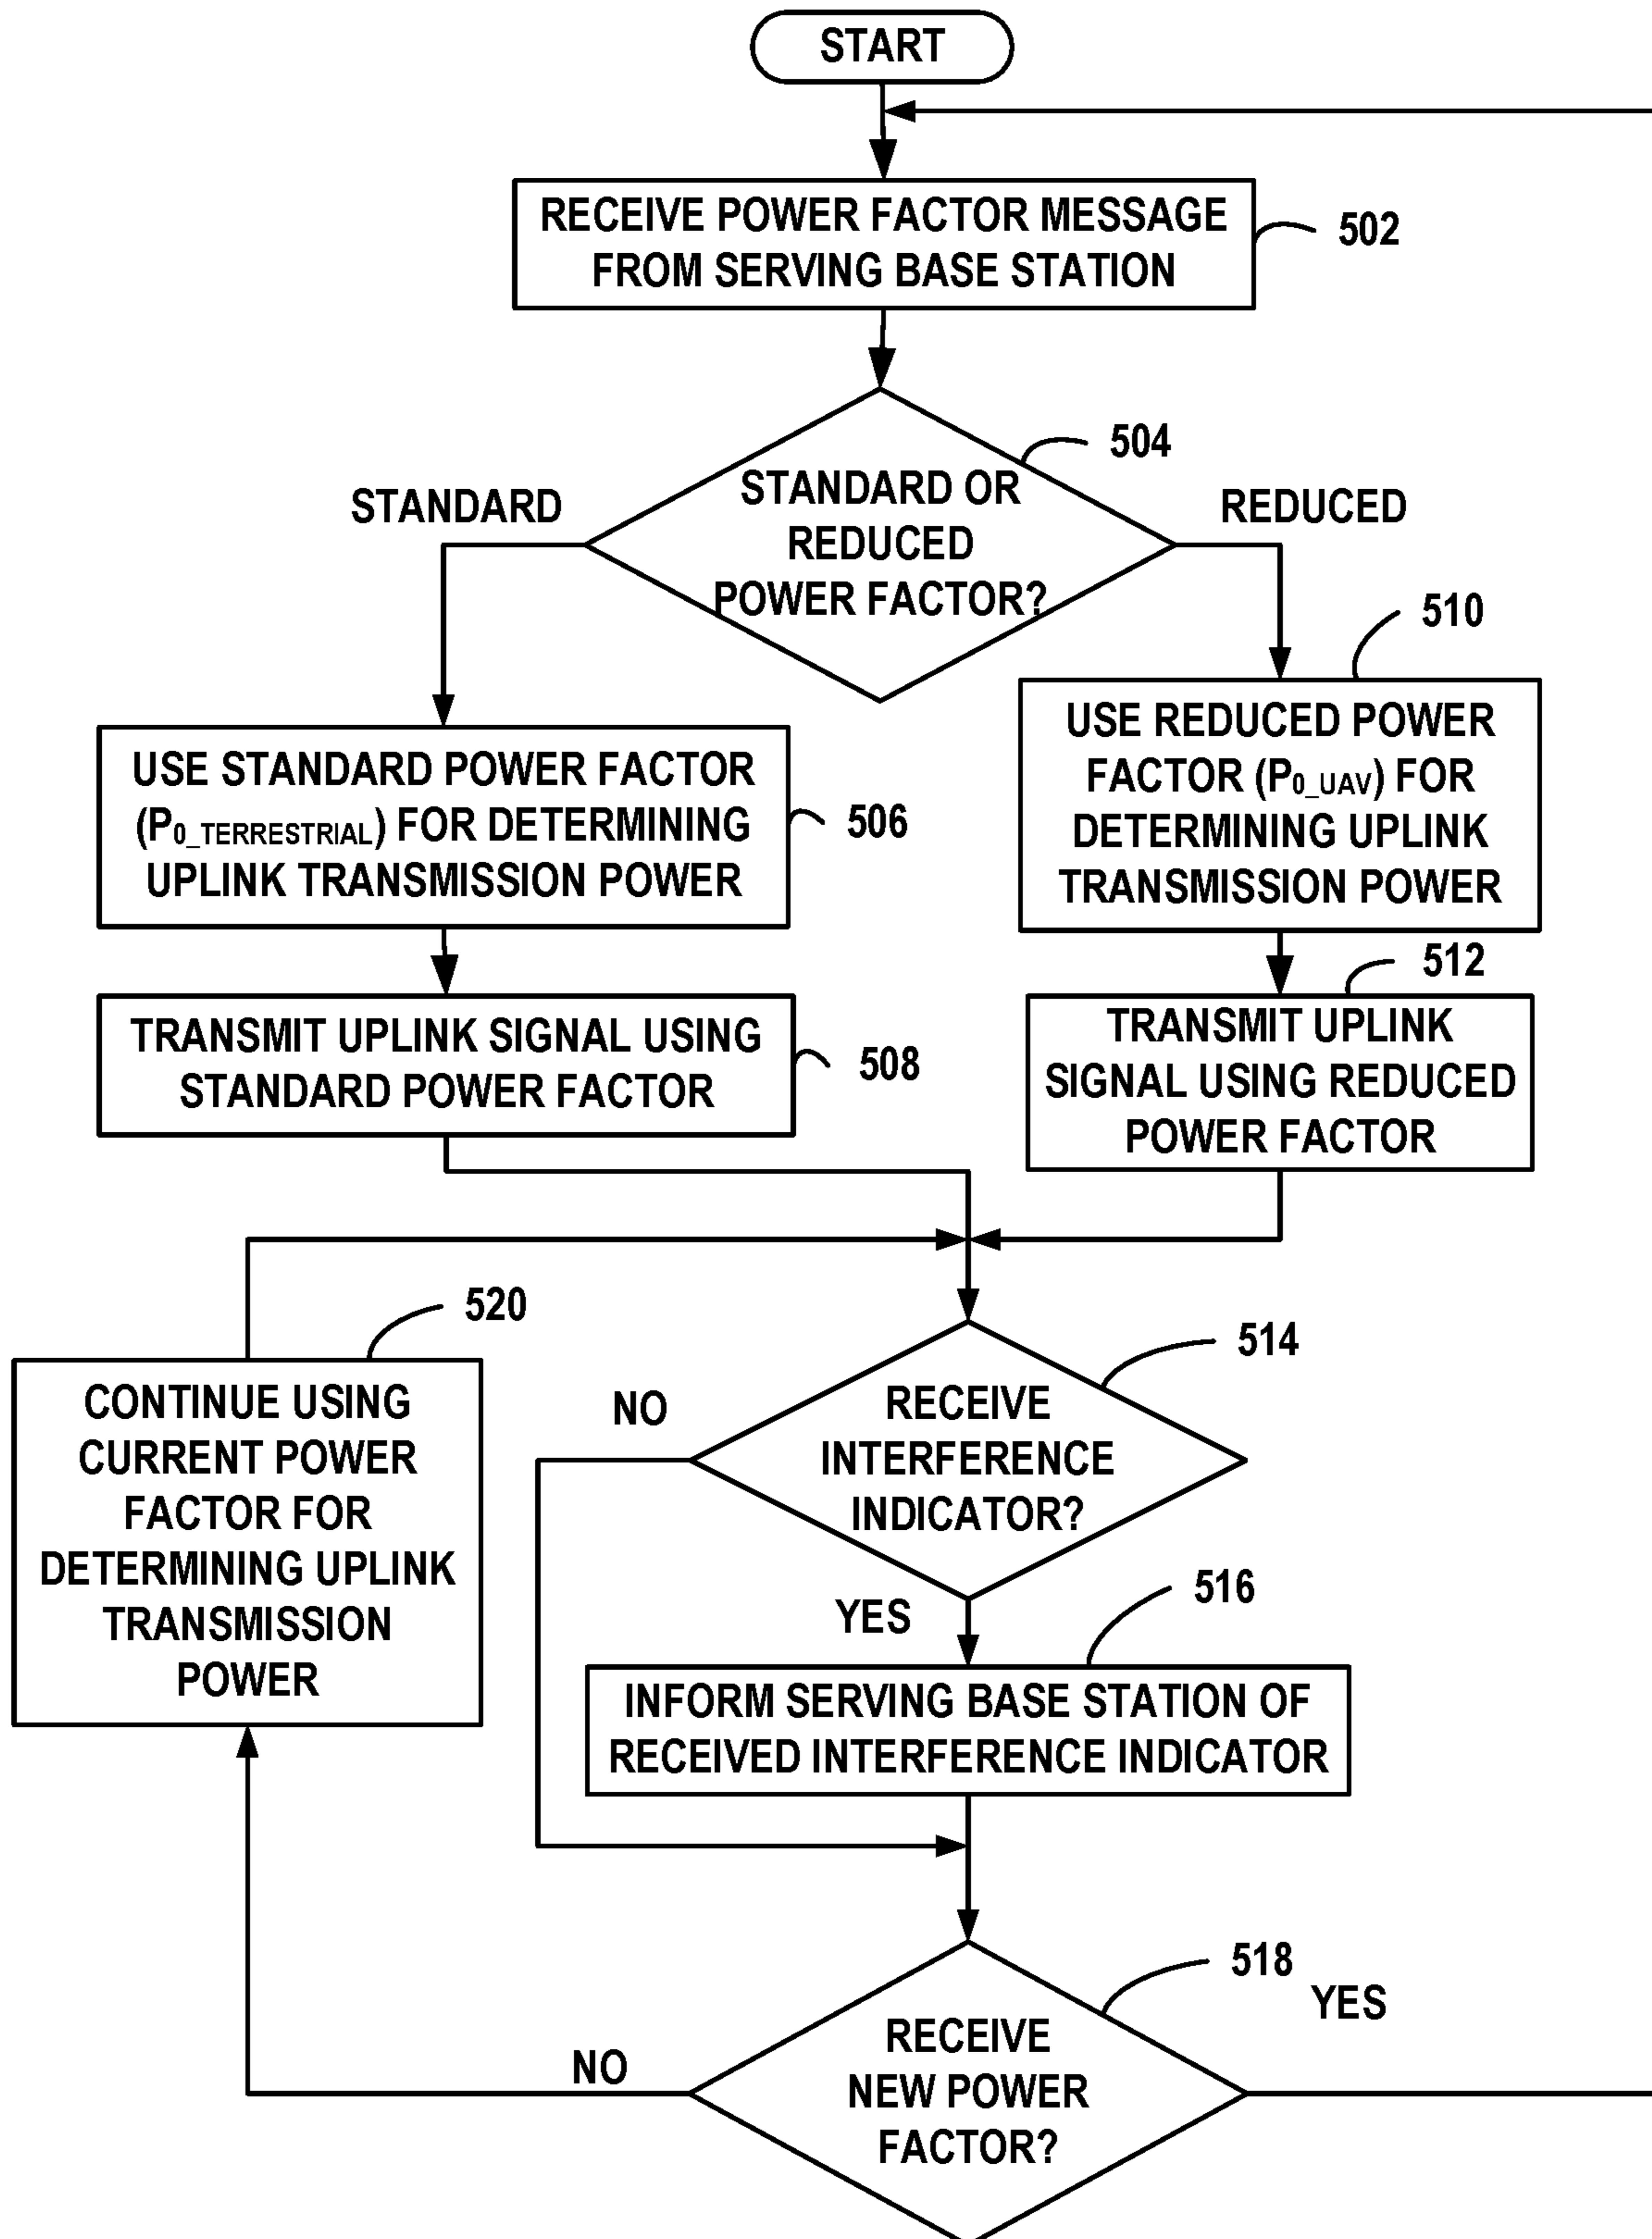 START
RECEIVE POWER FACTOR MESSAGE
FROM SERVING BASE STATION
502
504
STANDARD OR
REDUCED
POWER FACTOR?
STANDARD
REDUCED
USE STANDARD POWER FACTOR
(P0_TERRESTRIAL) FOR DETERMINING
UPLINK TRANSMISSION POWER
506
TRANSMIT UPLINK SIGNAL USING
STANDARD POWER FACTOR
508
510
USE REDUCED POWER
FACTOR (P0_UAV) FOR
DETERMINING UPLINK
TRANSMISSION POWER
512
TRANSMIT UPLINK
SIGNAL USING REDUCED
POWER FACTOR
514
RECEIVE
INTERFERENCE
INDICATOR?
NO
YES
516
INFORM SERVING BASE STATION OF
RECEIVED INTERFERENCE INDICATOR
518
RECEIVE
NEW POWER
FACTOR?
YES
NO
520
CONTINUE USING
CURRENT POWER
FACTOR FOR
DETERMINING UPLINK
TRANSMISSION
POWER